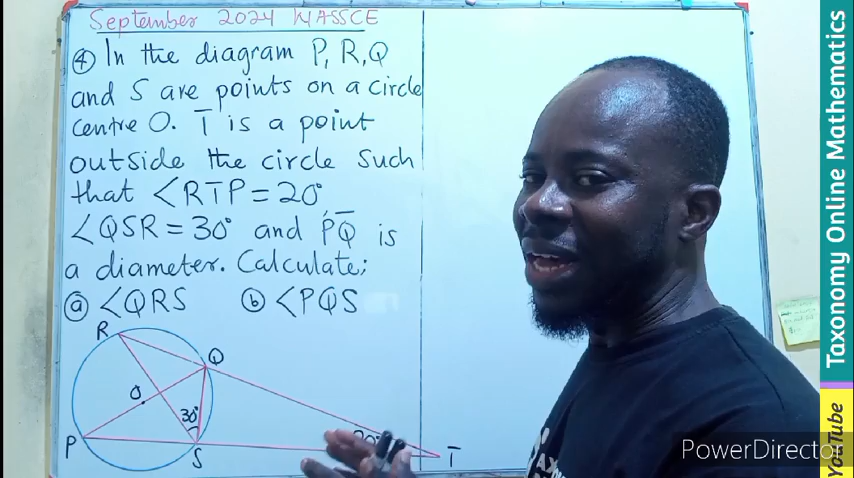 September 2024 WASSCE
④ In the diagram P, R, Q
and S are points on a circle
centre O. T is a point
outside the circle such
that <RTP = 20°
<QSR = 30° and PQ is
a diameter. Calculate;
ⓐ <QRS ⓑ <PQS
R
Q
O
30°
P
S
20°
T
Taxonomy Online Mathematics
YouTube
PowerDirector